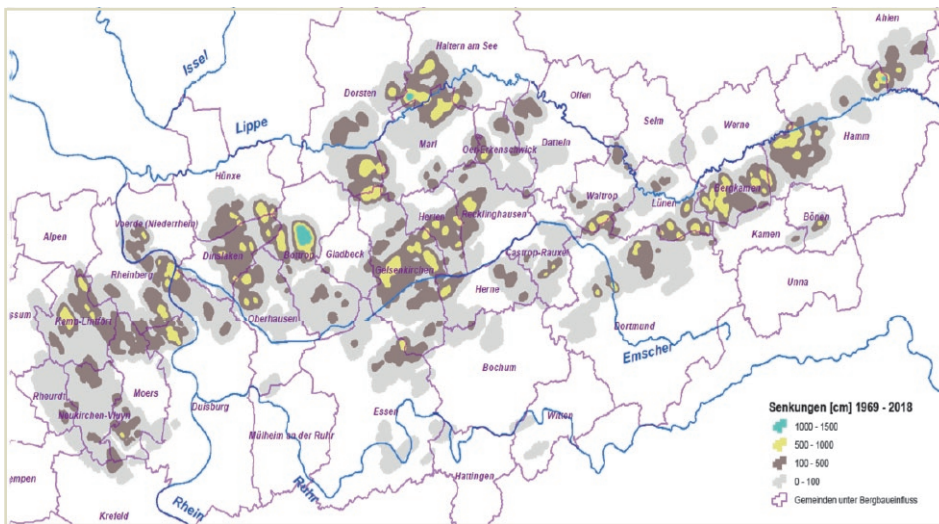 Ahlen
Haltern am See
Issel
Dorsten
Olfen
Selm
Werne
Lippe
Marl
Oer-Erkenschwick
Datteln
Hamm
Hünxe
Waltrop
Bergkamen
Lünen
Voerde (Niederrhein)
Herten
Recklinghausen
Bönen
Alpen
Dinslaken
Bottrop
Gladbeck
Kamen
Castrop-Rauxel
Rheinberg
Gelsenkirchen
Herne
Unna
ssum
Kamp-Lintfort
Oberhausen
Dortmund
Emscher
Bochum
Rheurdt
Moers
Neukirchen-Vluyn
Duisburg
Essen
Witten
Mülheim an der Ruhr
Senkungen [cm] 1969 - 2018
1000 - 1500
500 - 1000
100 - 500
0 - 100
Gemeinden unter Bergbaueinfluss
empen
Ruhr
Hattingen
Rhein
Krefeld